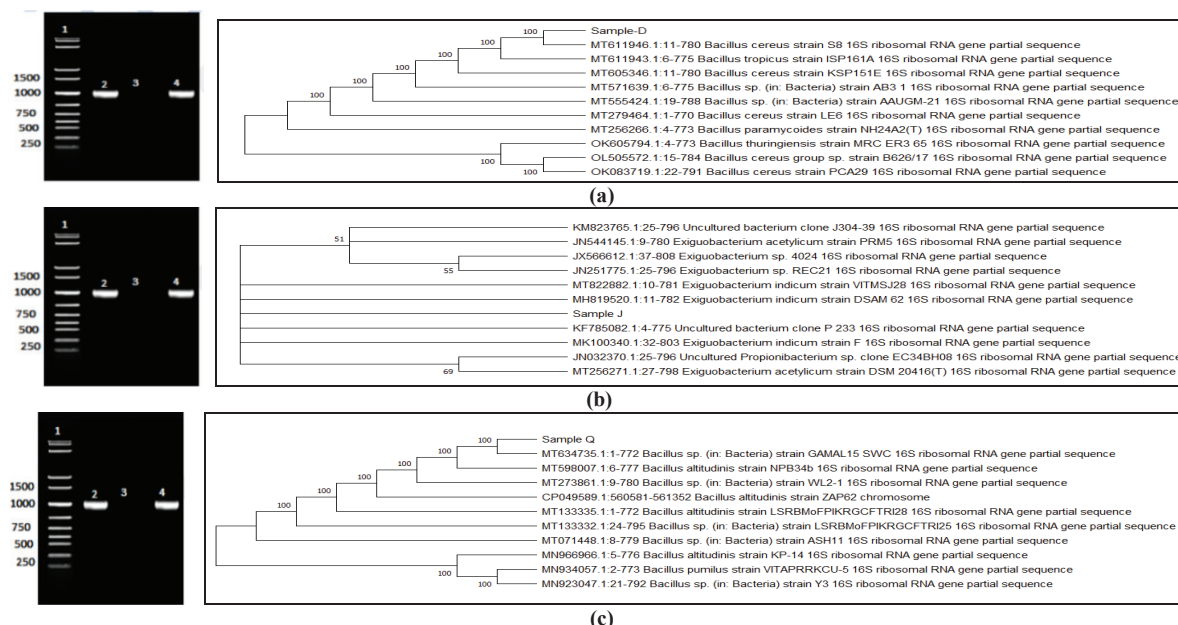 1
1500
1000
750
500
250
2
3
4
100
100
100
100
100
100
100
100
Sample-D
MT611946.1:11-780 Bacillus cereus strain S8 16S ribosomal RNA gene partial sequence
MT611943.1:6-775 Bacillus tropicus strain ISP161A 16S ribosomal RNA gene partial sequence
MT605346.1:11-780 Bacillus cereus strain KSP151E 16S ribosomal RNA gene partial sequence
MT571639.1:6-775 Bacillus sp. (in: Bacteria) strain AB3 1 16S ribosomal RNA gene partial sequence
MT555424.1:19-788 Bacillus sp. (in: Bacteria) strain AAUGM-21 16S ribosomal RNA gene partial sequence
MT279464.1:1-770 Bacillus cereus strain LE6 16S ribosomal RNA gene partial sequence
MT256266.1:4-773 Bacillus paramycoides strain NH24A2(T) 16S ribosomal RNA gene partial sequence
OK605794.1:4-773 Bacillus thuringiensis strain MRC ER3 65 16S ribosomal RNA gene partial sequence
OL505572.1:15-784 Bacillus cereus group sp. strain B626/17 16S ribosomal RNA gene partial sequence
OK083719.1:22-791 Bacillus cereus strain PCA29 16S ribosomal RNA gene partial sequence
(a)
1
1500
1000
750
500
250
2
3
4
51
55
69
KM823765.1:25-796 Uncultured bacterium clone J304-39 16S ribosomal RNA gene partial sequence
JN544145.1:9-780 Exiguobacterium acetylicum strain PRM5 16S ribosomal RNA gene partial sequence
JX566612.1:37-808 Exiguobacterium sp. 4024 16S ribosomal RNA gene partial sequence
JN251775.1:25-796 Exiguobacterium sp. REC21 16S ribosomal RNA gene partial sequence
MT822882.1:10-781 Exiguobacterium indicum strain VITMSJ28 16S ribosomal RNA gene partial sequence
MH819520.1:11-782 Exiguobacterium indicum strain DSAM 62 16S ribosomal RNA gene partial sequence
Sample J
KF785082.1:4-775 Uncultured bacterium clone P 233 16S ribosomal RNA gene partial sequence
MK100340.1:32-803 Exiguobacterium indicum strain F 16S ribosomal RNA gene partial sequence
JN032370.1:25-796 Uncultured Propionibacterium sp. clone EC34BH08 16S ribosomal RNA gene partial sequence
MT256271.1:27-798 Exiguobacterium acetylicum strain DSM 20416(T) 16S ribosomal RNA gene partial sequence
(b)
1
1500
1000
750
500
250
2
3
4
100
100
100
100
100
100
100
100
Sample Q
MT634735.1:1-772 Bacillus sp. (in: Bacteria) strain GAMAL15 SWC 16S ribosomal RNA gene partial sequence
MT598007.1:6-777 Bacillus altitudinis strain NPB34b 16S ribosomal RNA gene partial sequence
MT273861.1:9-780 Bacillus sp. (in: Bacteria) strain WL2-1 16S ribosomal RNA gene partial sequence
CP049589.1:560581-561352 Bacillus altitudinis strain ZAP62 chromosome
MT133335.1:1-772 Bacillus altitudinis strain LSRBMoFPIKRGCFTRI28 16S ribosomal RNA gene partial sequence
MT133332.1:24-795 Bacillus sp. (in: Bacteria) strain LSRBMoFPIKRGCFTRI25 16S ribosomal RNA gene partial sequence
MT071448.1:8-779 Bacillus sp. (in: Bacteria) strain ASH11 16S ribosomal RNA gene partial sequence
MN966966.1:5-776 Bacillus altitudinis strain KP-14 16S ribosomal RNA gene partial sequence
MN934057.1:2-773 Bacillus pumilus strain VITAPRRKCU-5 16S ribosomal RNA gene partial sequence
MN923047.1:21-792 Bacillus sp. (in: Bacteria) strain Y3 16S ribosomal RNA gene partial sequence
(c)